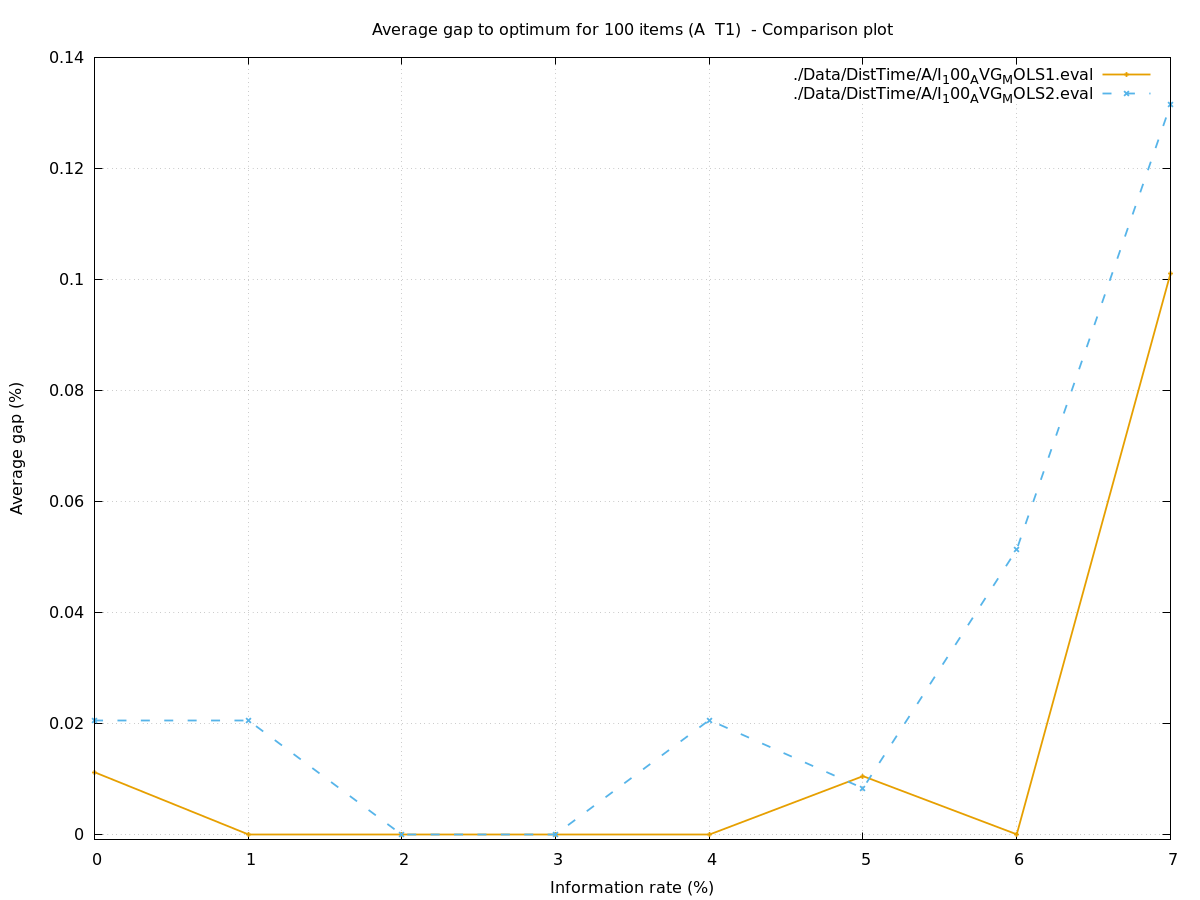 Average gap to optimum for 100 items (A  T1)  - Comparison plot
./Data/DistTime/A/I₁00_AVG_MOLS1.eval
./Data/DistTime/A/I₁00_AVG_MOLS2.eval
0.14
0.12
0.1
0.08
0.06
0.04
0.02
0
Average gap (%)
0 1 2 3 4 5 6 7
Information rate (%)